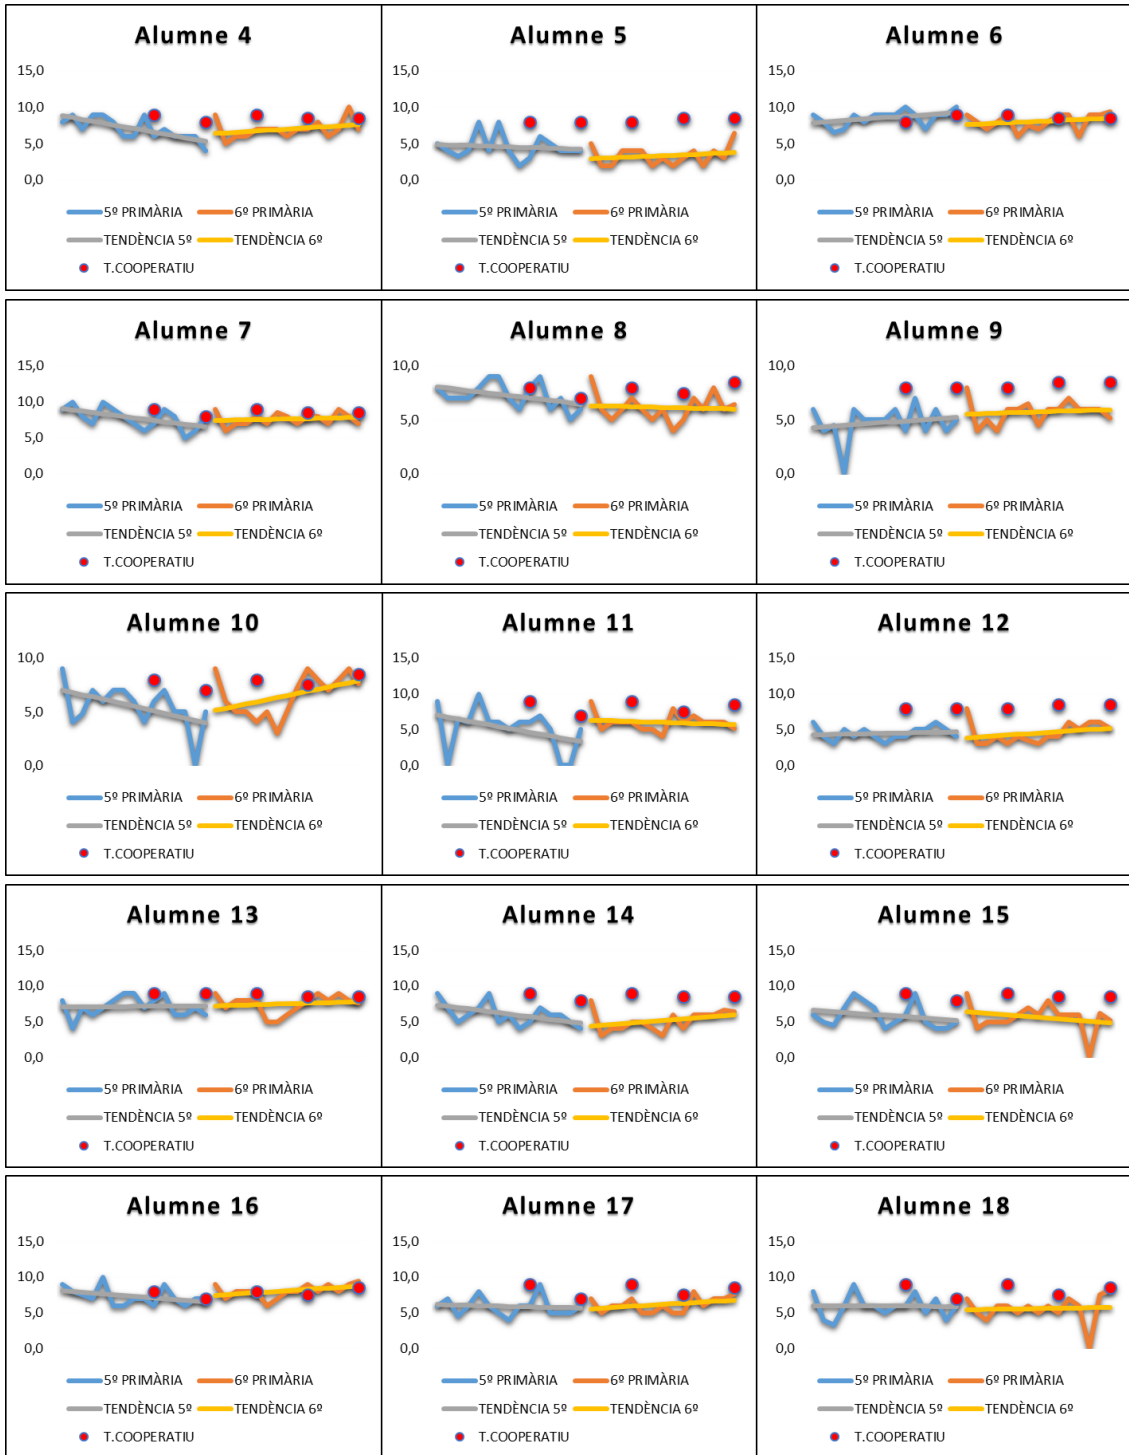 Alumne 4
15,0
10,0
5,0
0,0
5º PRIMÀRIA 6º PRIMÀRIA
TENDÈNCIA 5º TENDÈNCIA 6º
T.COOPERATIU
Alumne 5
15,0
10,0
5,0
0,0
5º PRIMÀRIA 6º PRIMÀRIA
TENDÈNCIA 5º TENDÈNCIA 6º
T.COOPERATIU
Alumne 6
15,0
10,0
5,0
0,0
5º PRIMÀRIA 6º PRIMÀRIA
TENDÈNCIA 5º TENDÈNCIA 6º
T.COOPERATIU
Alumne 7
15,0
10,0
5,0
0,0
5º PRIMÀRIA 6º PRIMÀRIA
TENDÈNCIA 5º TENDÈNCIA 6º
T.COOPERATIU
Alumne 8
10,0
5,0
0,0
5º PRIMÀRIA 6º PRIMÀRIA
TENDÈNCIA 5º TENDÈNCIA 6º
T.COOPERATIU
Alumne 9
10,0
5,0
0,0
5º PRIMÀRIA 6º PRIMÀRIA
TENDÈNCIA 5º TENDÈNCIA 6º
T.COOPERATIU
Alumne 10
10,0
5,0
0,0
5º PRIMÀRIA 6º PRIMÀRIA
TENDÈNCIA 5º TENDÈNCIA 6º
T.COOPERATIU
Alumne 11
15,0
10,0
5,0
0,0
5º PRIMÀRIA 6º PRIMÀRIA
TENDÈNCIA 5º TENDÈNCIA 6º
T.COOPERATIU
Alumne 12
15,0
10,0
5,0
0,0
5º PRIMÀRIA 6º PRIMÀRIA
TENDÈNCIA 5º TENDÈNCIA 6º
T.COOPERATIU
Alumne 13
15,0
10,0
5,0
0,0
5º PRIMÀRIA 6º PRIMÀRIA
TENDÈNCIA 5º TENDÈNCIA 6º
T.COOPERATIU
Alumne 14
15,0
10,0
5,0
0,0
5º PRIMÀRIA 6º PRIMÀRIA
TENDÈNCIA 5º TENDÈNCIA 6º
T.COOPERATIU
Alumne 15
15,0
10,0
5,0
0,0
5º PRIMÀRIA 6º PRIMÀRIA
TENDÈNCIA 5º TENDÈNCIA 6º
T.COOPERATIU
Alumne 16
15,0
10,0
5,0
0,0
5º PRIMÀRIA 6º PRIMÀRIA
TENDÈNCIA 5º TENDÈNCIA 6º
T.COOPERATIU
Alumne 17
15,0
10,0
5,0
0,0
5º PRIMÀRIA 6º PRIMÀRIA
TENDÈNCIA 5º TENDÈNCIA 6º
T.COOPERATIU
Alumne 18
15,0
10,0
5,0
0,0
5º PRIMÀRIA 6º PRIMÀRIA
TENDÈNCIA 5º TENDÈNCIA 6º
T.COOPERATIU